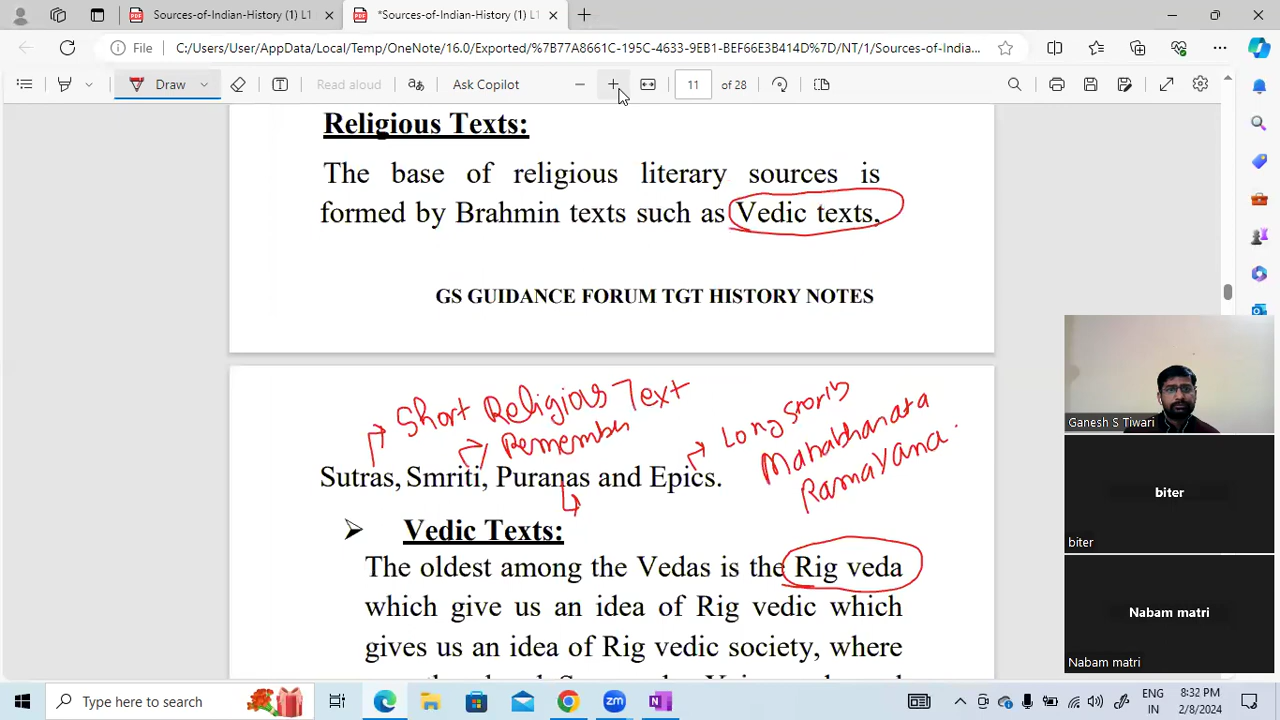 Sources-of-Indian-History (1) L1
*Sources-of-Indian-History (1) L1
File
C:/Users/User/AppData/Local/Temp/OneNote/16.0/Exported/%7B77A8661C-195C-4633-9EB1-BEF66E3B414D%7D/NT/1/Sources-of-India...
Draw
Read aloud
Ask Copilot
11
of 28
Religious Texts:
The base of religious literary sources is
formed by Brahmin texts such as Vedic texts,
GS GUIDANCE FORUM TGT HISTORY NOTES
Short Religious Text
Remember
Long Storis
Mahabharata
Ramayana.
Sutras, Smriti, Puranas and Epics.
Vedic Texts:
The oldest among the Vedas is the Rig veda
which give us an idea of Rig vedic which
gives us an idea of Rig vedic society, where
Ganesh S Tiwari
biter
biter
Nabam matri
Nabam matri
Type here to search
ENG
IN
8:32 PM
2/8/2024